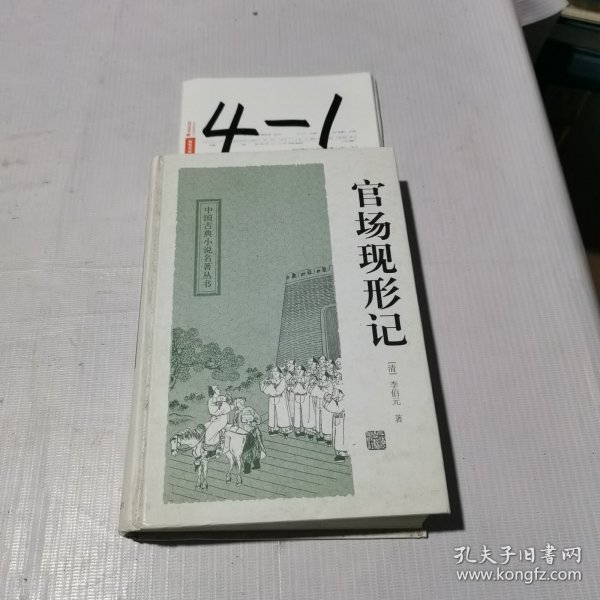 4-1
官场现形记
中国古典小说名著丛书
[清] 李伯元 著
孔夫子旧书网
www.kongfz.com